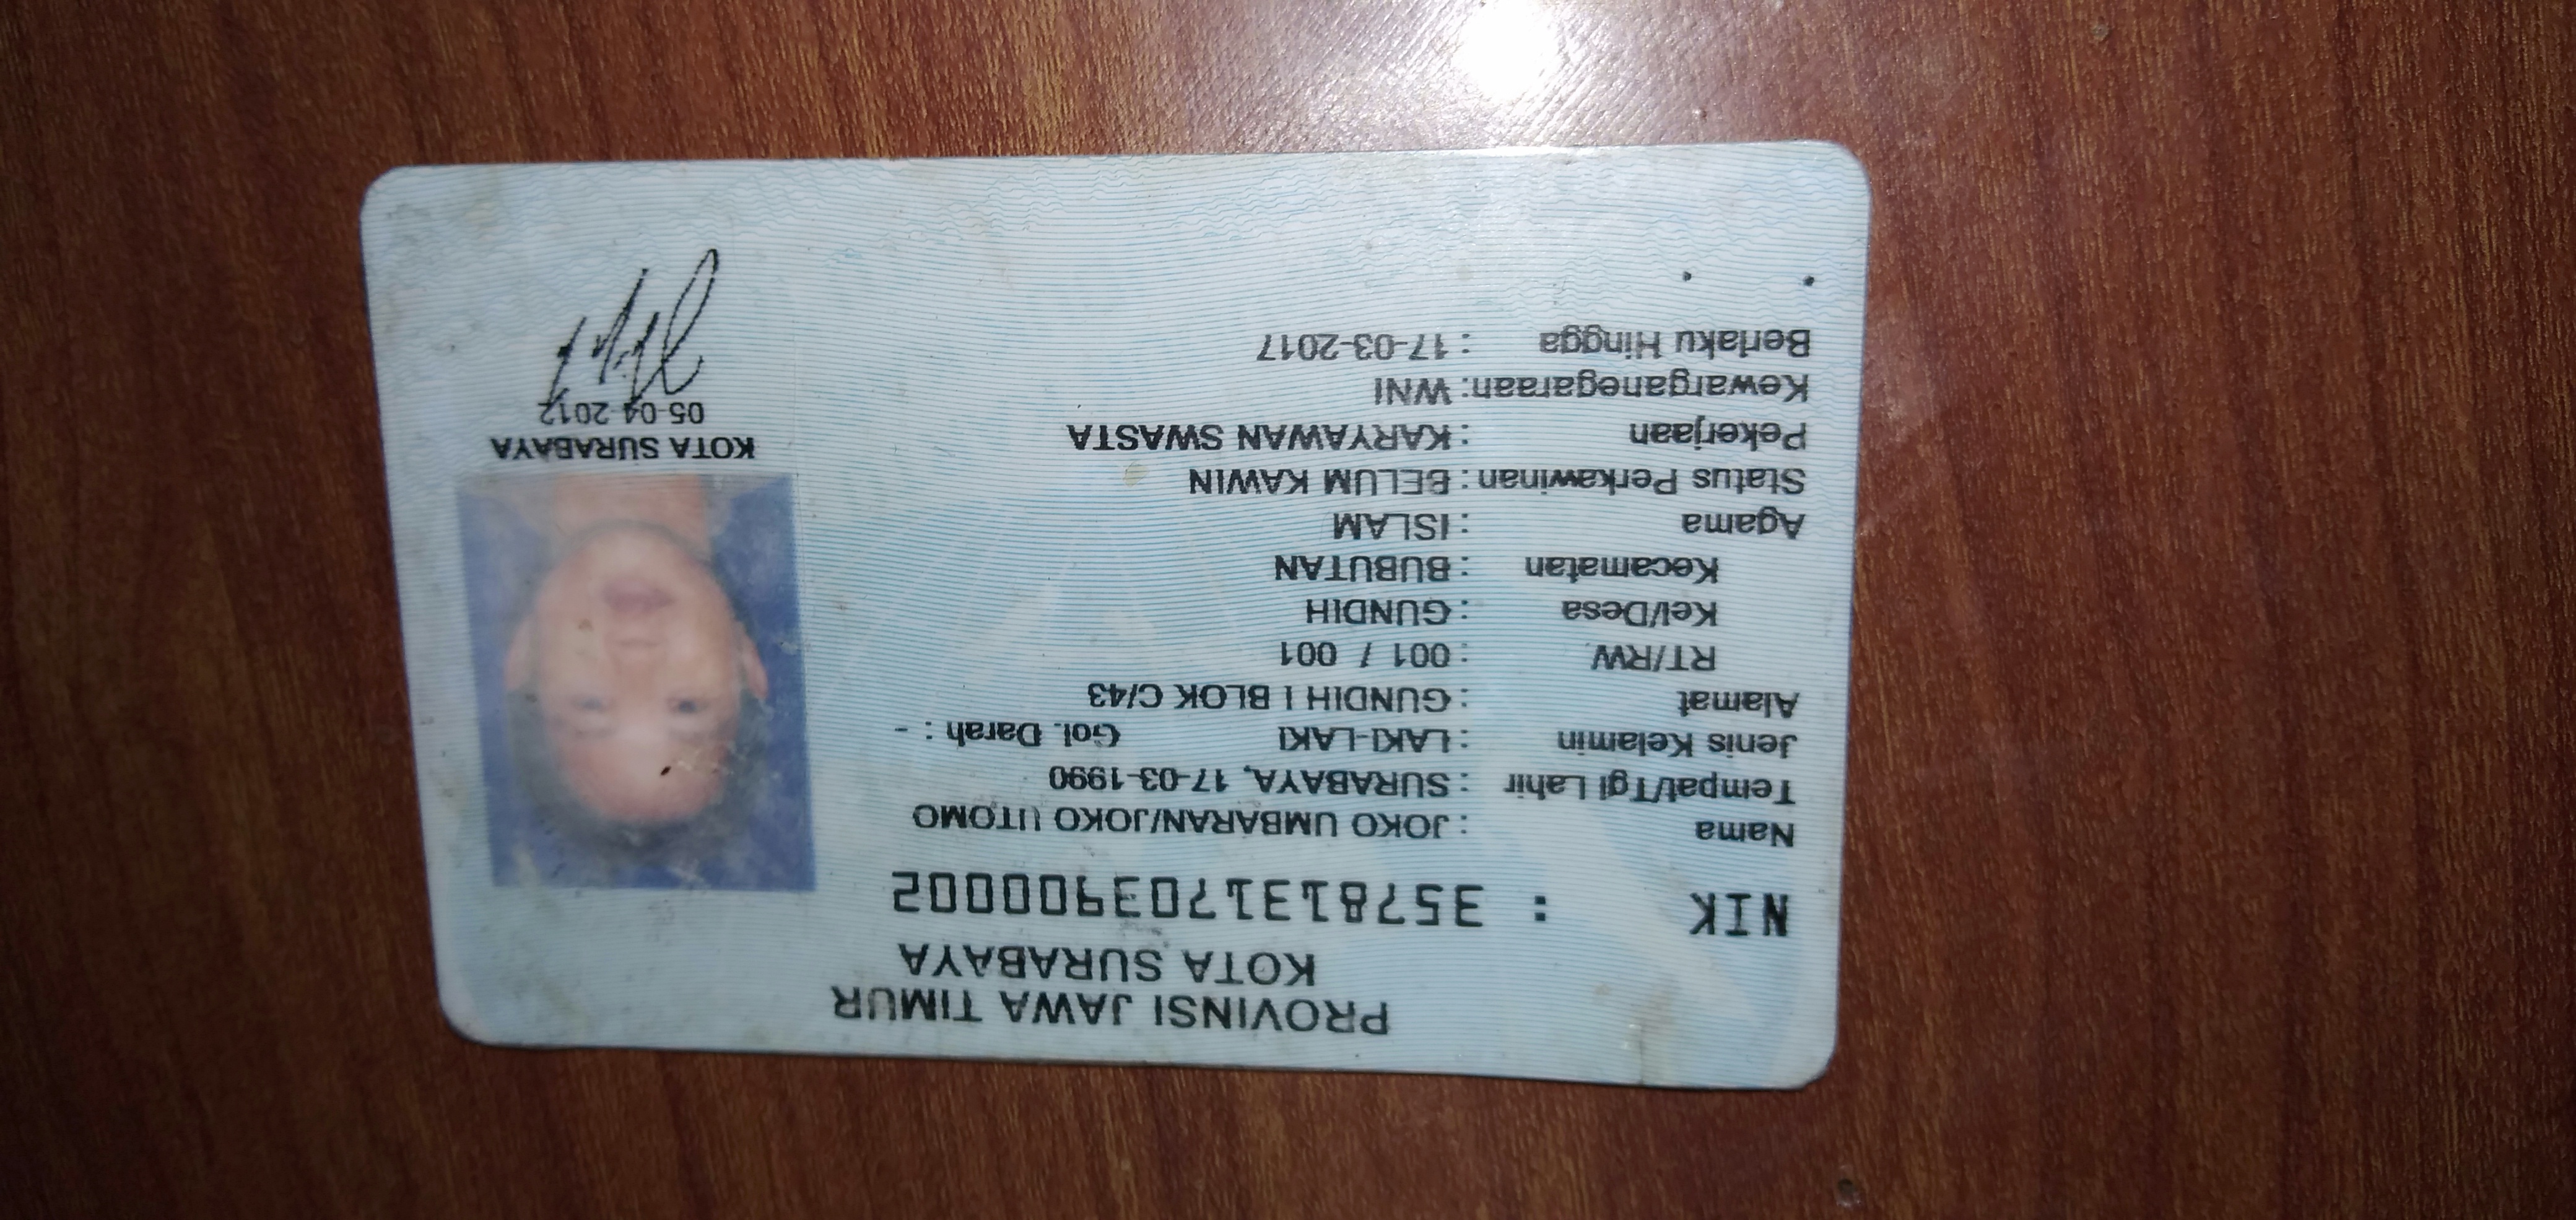 PROVINSI JAWA TIMUR
KOTA SURABAYA
NIK : 3578131703900002
Nama : JOKO UMBARAN/JOKO UTOMO
Tempat/Tgl Lahir : SURABAYA, 17-03-1990
Jenis Kelamin : LAKI-LAKI Gol. Darah : -
Alamat : GUNDIH I BLOK C/43
RT/RW : 001 / 001
Kel/Desa : GUNDIH
Kecamatan : BUBUTAN
Agama : ISLAM
Status Perkawinan : BELUM KAWIN
Pekerjaan : KARYAWAN SWASTA
Kewarganegaraan: WNI
Berlaku Hingga : 17-03-2017
KOTA SURABAYA
05-04-2012